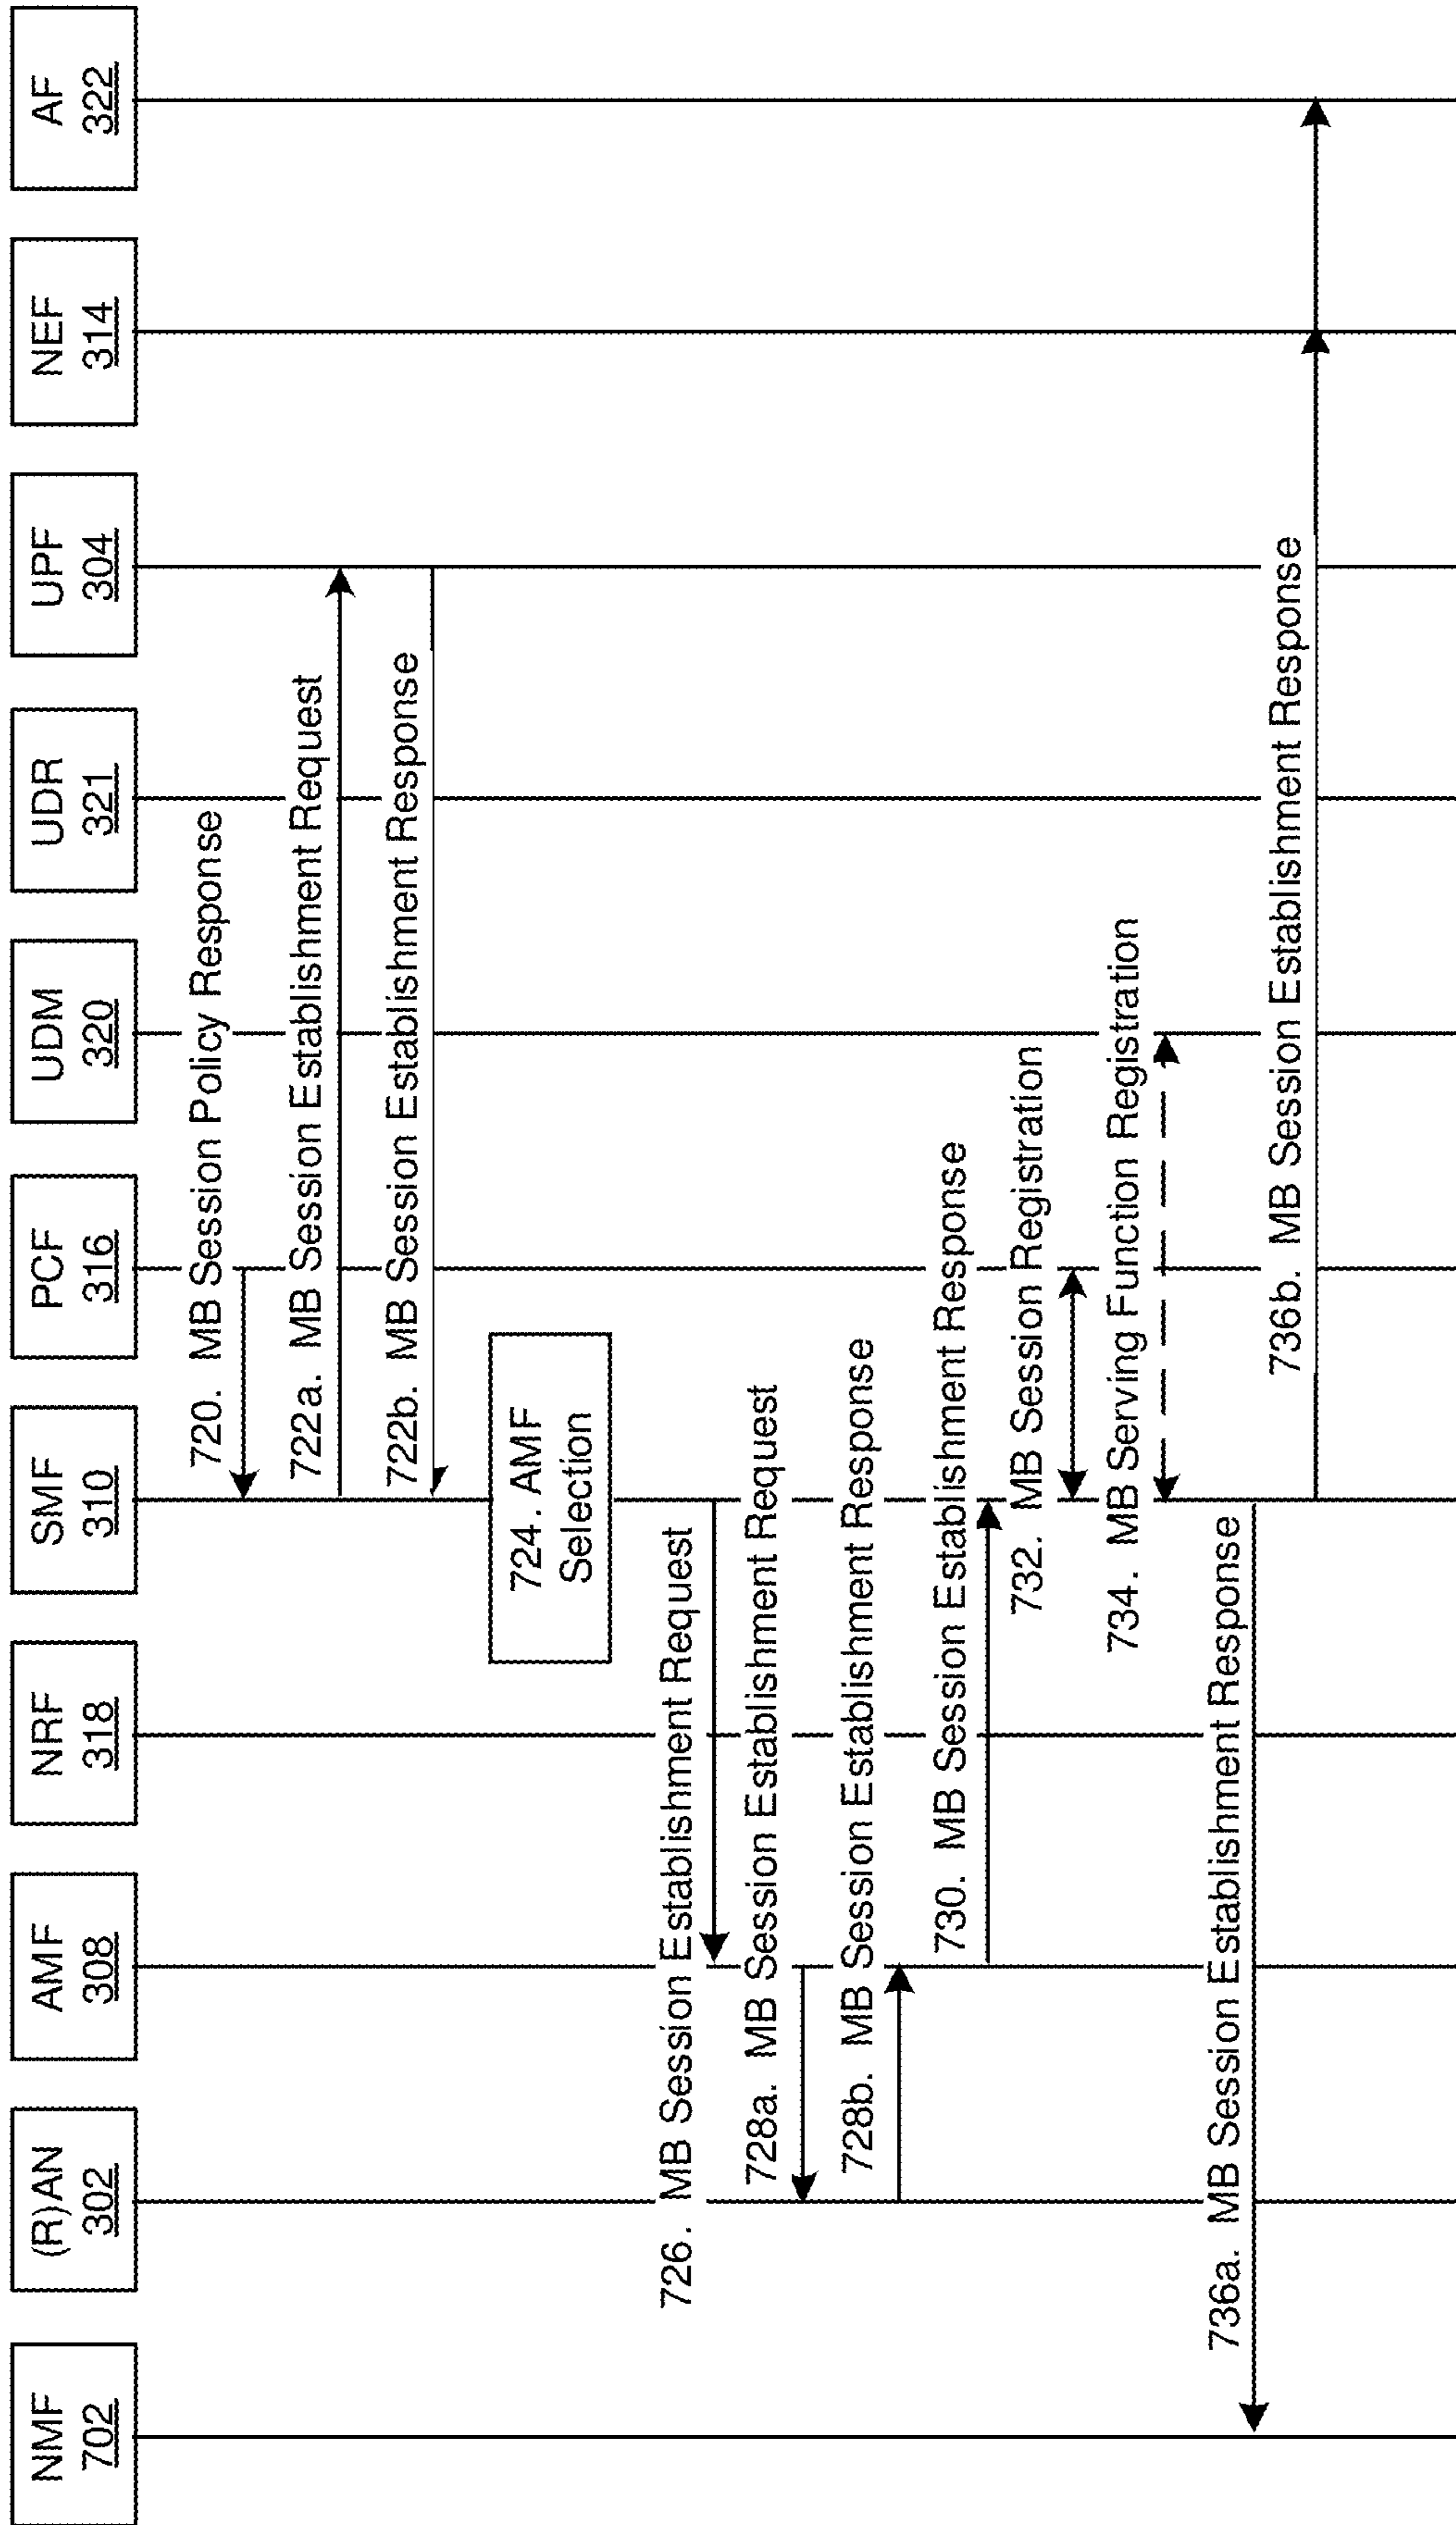 NMF
702
(R)AN
302
AMF
308
NRF
318
SMF
310
PCF
316
UDM
320
UDR
321
UPF
304
NEF
314
AF
322
720. MB Session Policy Response
722a. MB Session Establishment Request
722b. MB Session Establishment Response
724. AMF
Selection
726. MB Session Establishment Request
728a. MB Session Establishment Request
728b. MB Session Establishment Response
730. MB Session Establishment Response
732. MB Session Registration
734. MB Serving Function Registration
736a. MB Session Establishment Response
736b. MB Session Establishment Response